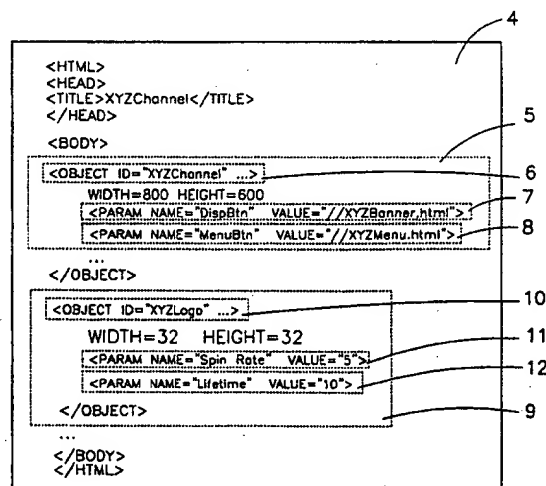 4
<HTML>
<HEAD>
<TITLE>XYZChannel</TITLE>
</HEAD>
<BODY>
5
<OBJECT ID="XYZChannel" ...>
6
WIDTH=800 HEIGHT=600
<PARAM NAME="DispBtn" VALUE="//XYZBanner.html">
7
<PARAM NAME="MenuBtn" VALUE="//XYZMenu.html">
8
...
</OBJECT>
<OBJECT ID="XYZLogo" ...>
10
WIDTH=32 HEIGHT=32
<PARAM NAME="Spin Rate" VALUE="5">
11
<PARAM NAME="Lifetime" VALUE="10">
12
</OBJECT>
9
...
</BODY>
</HTML>